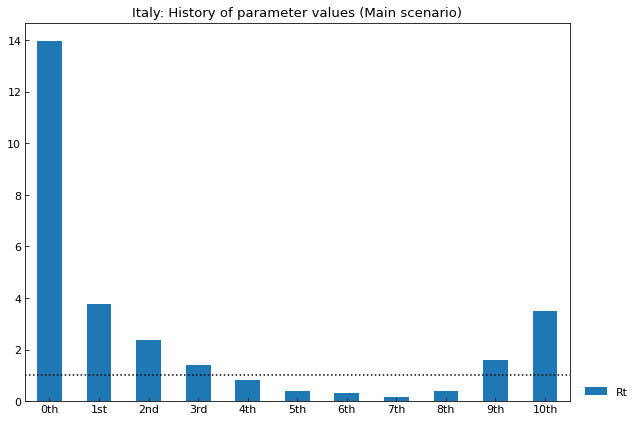 Italy: History of parameter values (Main scenario)
14
12
10
8
6
4
2
0
0th 1st 2nd 3rd 4th 5th 6th 7th 8th 9th 10th
Rt